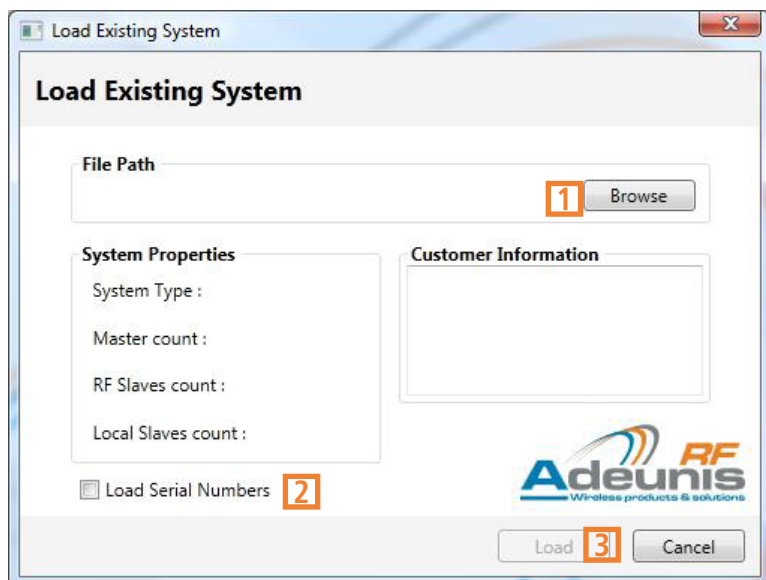 Load Existing System
X
Load Existing System
File Path
1
Browse
System Properties
Customer Information
System Type :
Master count :
RF Slaves count :
Local Slaves count :
Load Serial Numbers
2
Adeunis RF
Wireless products & solutions
Load
3
Cancel